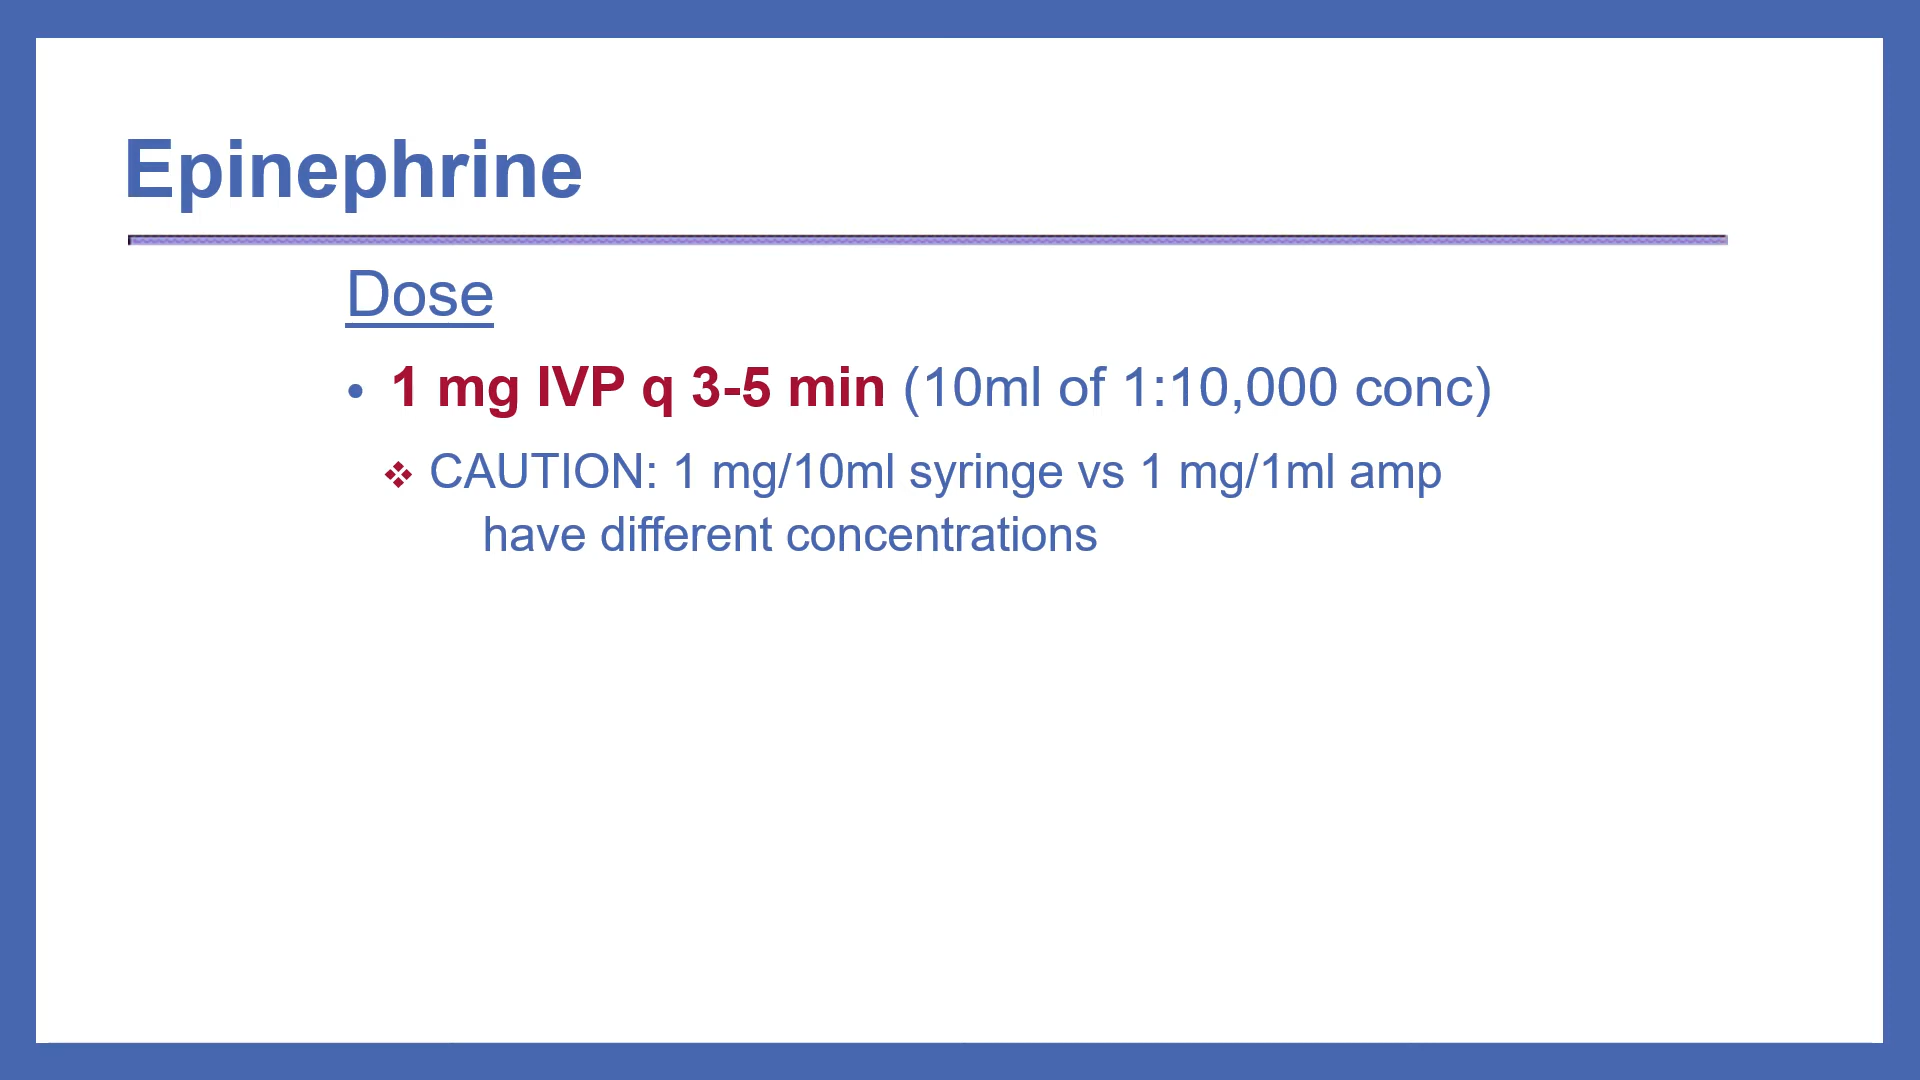 Epinephrine
Dose
• 1 mg IVP q 3-5 min (10ml of 1:10,000 conc)
❖ CAUTION: 1 mg/10ml syringe vs 1 mg/1ml amp
have different concentrations